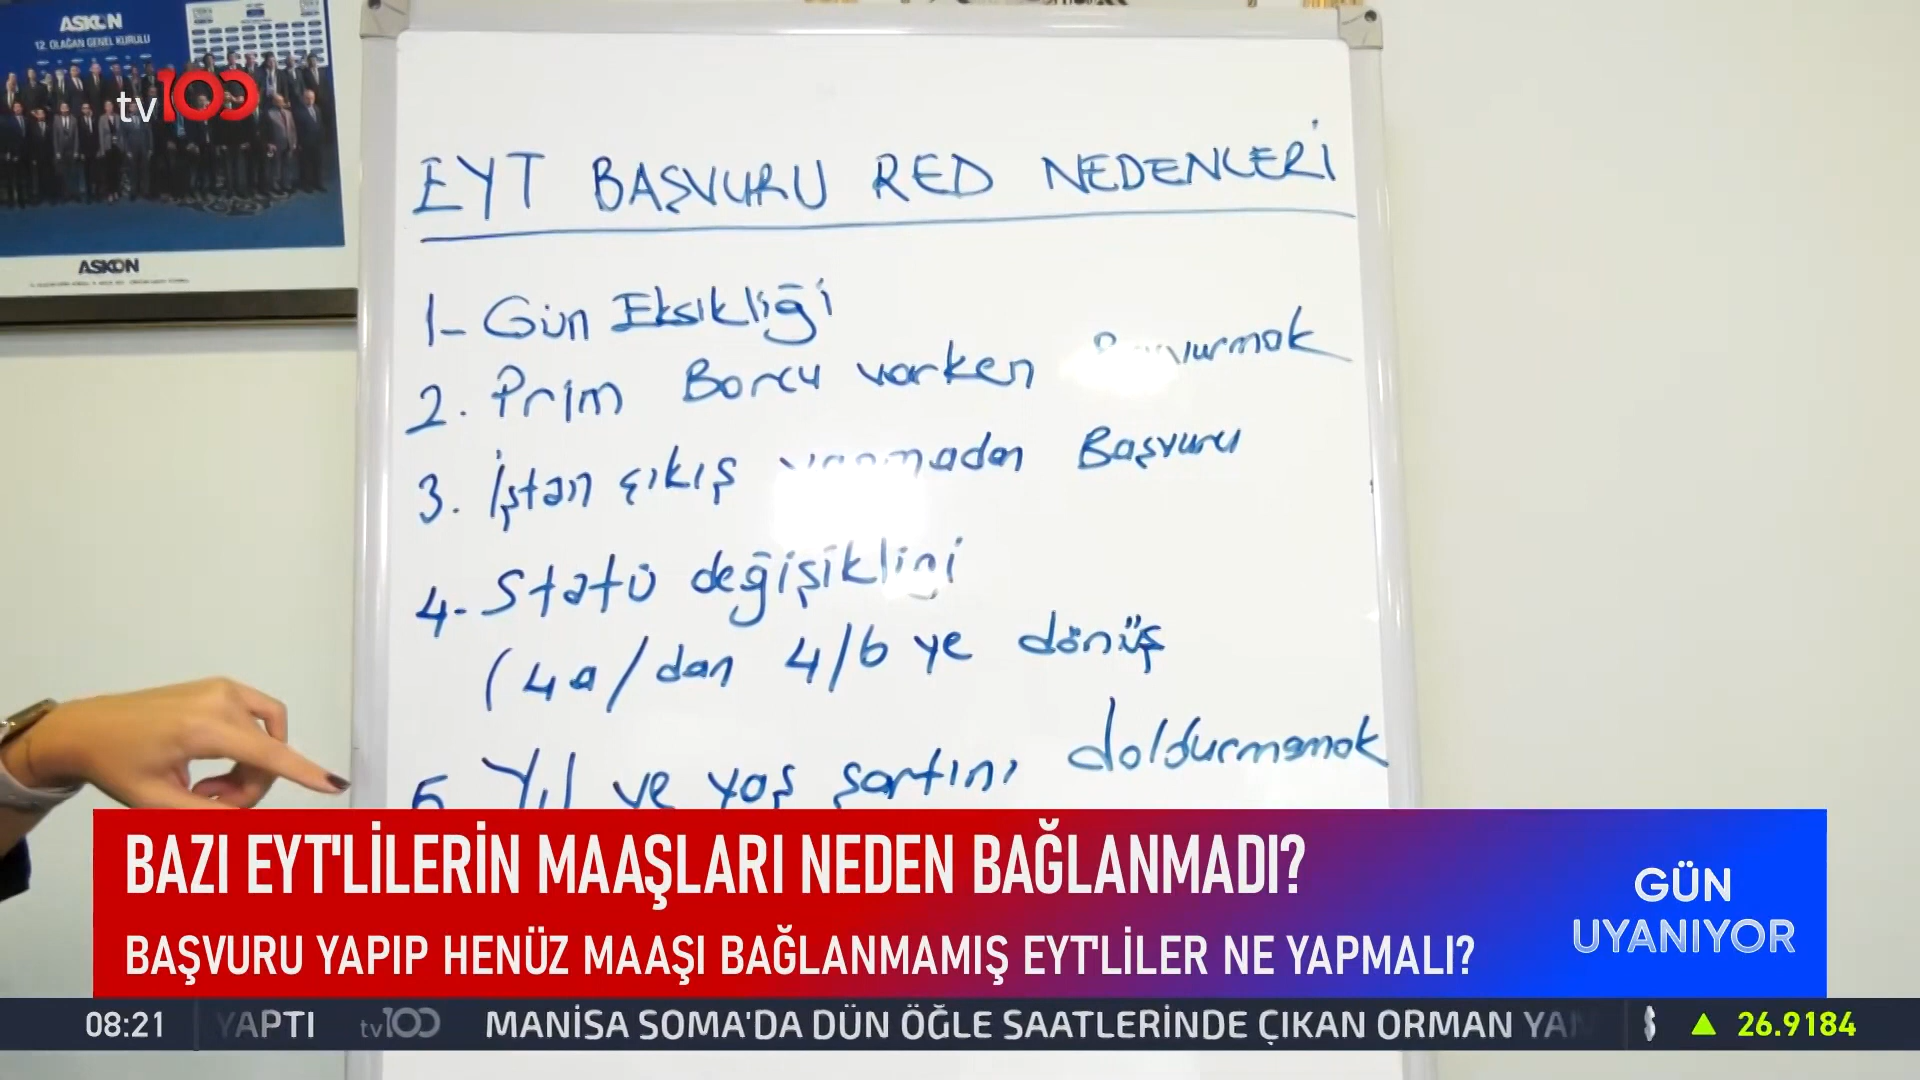 ASKON
12. OLAĞAN GENEL KURULU
tv100
ASKON
EYT BAŞVURU RED NEDENLERİ
1- Gün Eksikliği
2. Prim Borcu varken
3. İştan çıkış Başvuru
4- Statü değişikliği
(4a/dan 4/b ye dönüş
5 Yıl ve yaş şartını doldurmamak
BAZI EYT'LİLERİN MAAŞLARI NEDEN BAĞLANMADI?
BAŞVURU YAPIP HENÜZ MAAŞI BAĞLANMAMIŞ EYT'LİLER NE YAPMALI?
GÜN
UYANIYOR
08:21 YAPTI tv100 MANİSA SOMA'DA DÜN ÖĞLE SAATLERİNDE ÇIKAN ORMAN $ ▲ 26.9184